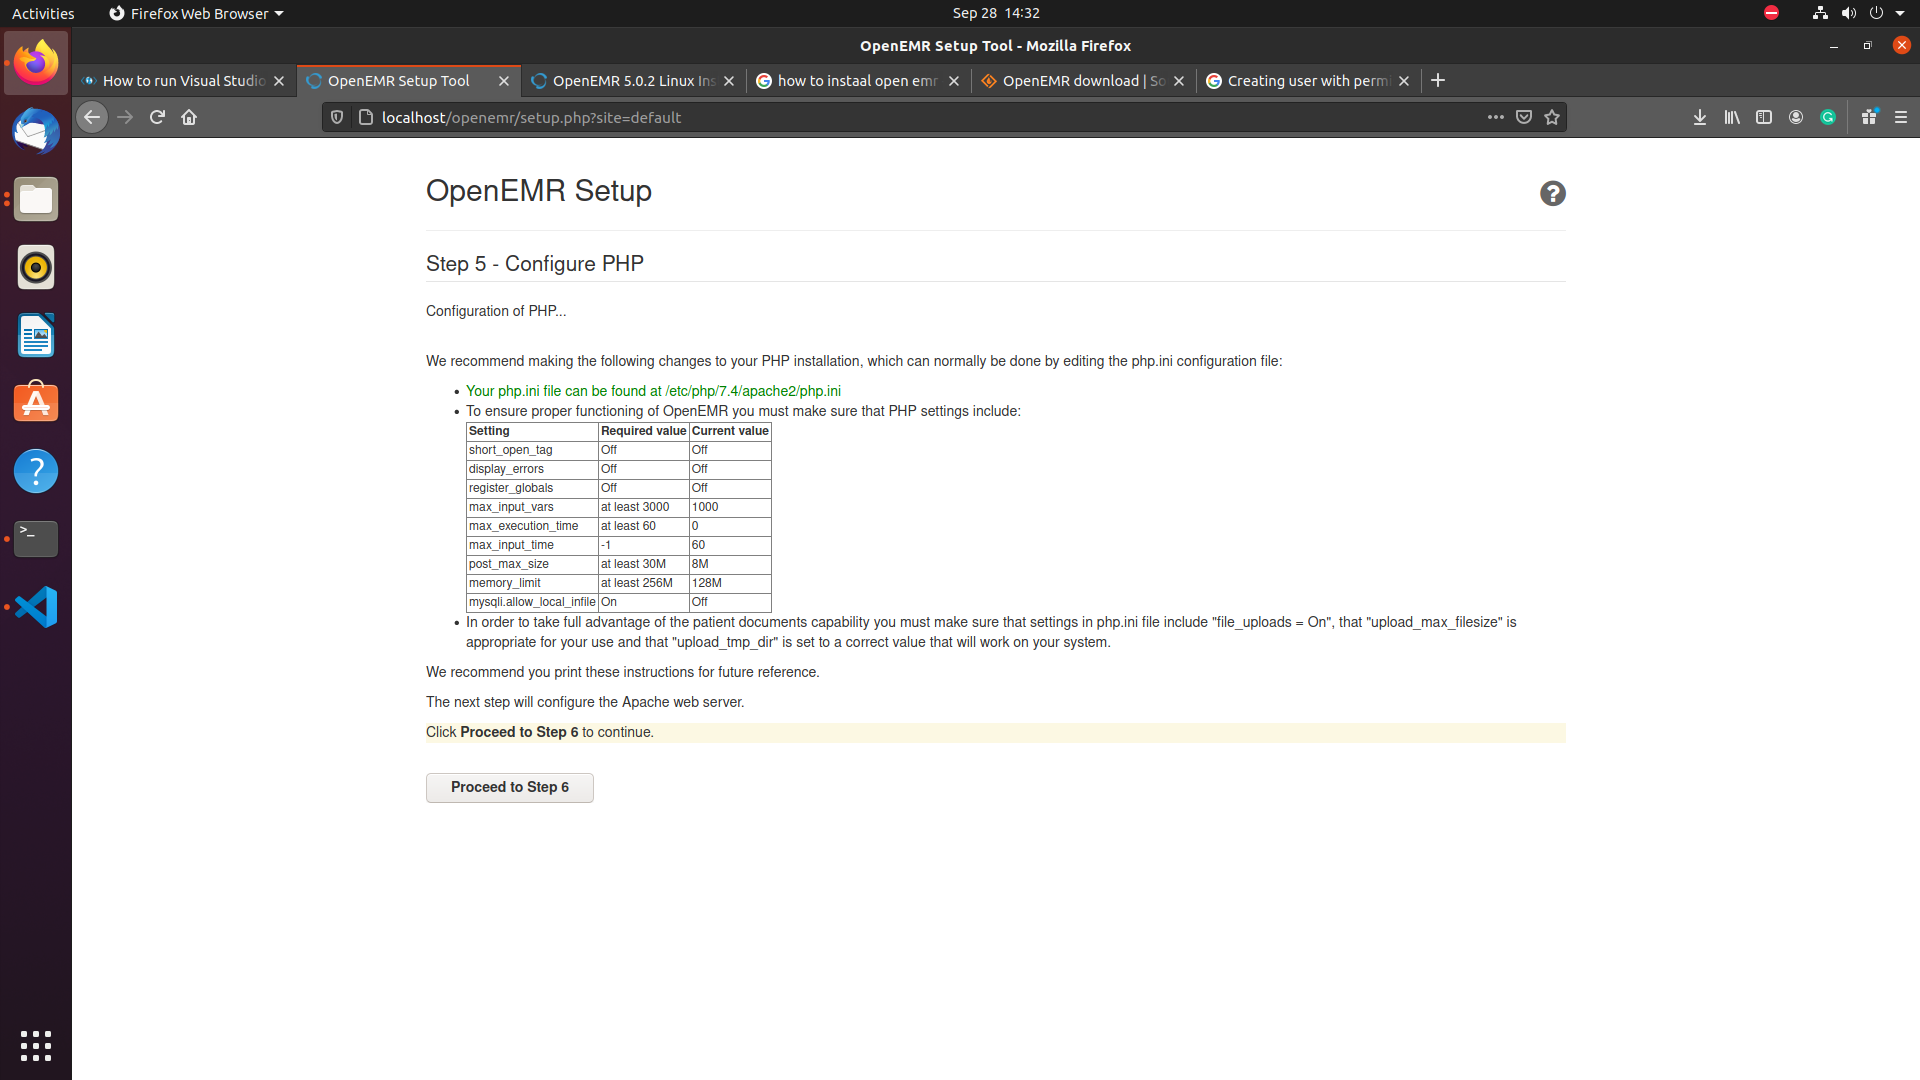 Activities
Firefox Web Browser
Sep 28 14:32
OpenEMR Setup Tool - Mozilla Firefox
How to run Visual Studio
OpenEMR Setup Tool
OpenEMR 5.0.2 Linux Ins
how to instaal open emr
OpenEMR download | So
Creating user with permi
localhost/openemr/setup.php?site=default
OpenEMR Setup
Step 5 - Configure PHP
Configuration of PHP...
We recommend making the following changes to your PHP installation, which can normally be done by editing the php.ini configuration file:
• Your php.ini file can be found at /etc/php/7.4/apache2/php.ini
• To ensure proper functioning of OpenEMR you must make sure that PHP settings include:
Setting Required value Current value
short_open_tag Off Off
display_errors Off Off
register_globals Off Off
max_input_vars at least 3000 1000
max_execution_time at least 60 0
max_input_time -1 60
post_max_size at least 30M 8M
memory_limit at least 256M 128M
mysqli.allow_local_infile On Off
• In order to take full advantage of the patient documents capability you must make sure that settings in php.ini file include "file_uploads = On", that "upload_max_filesize" is
appropriate for your use and that "upload_tmp_dir" is set to a correct value that will work on your system.
We recommend you print these instructions for future reference.
The next step will configure the Apache web server.
Click Proceed to Step 6 to continue.
Proceed to Step 6